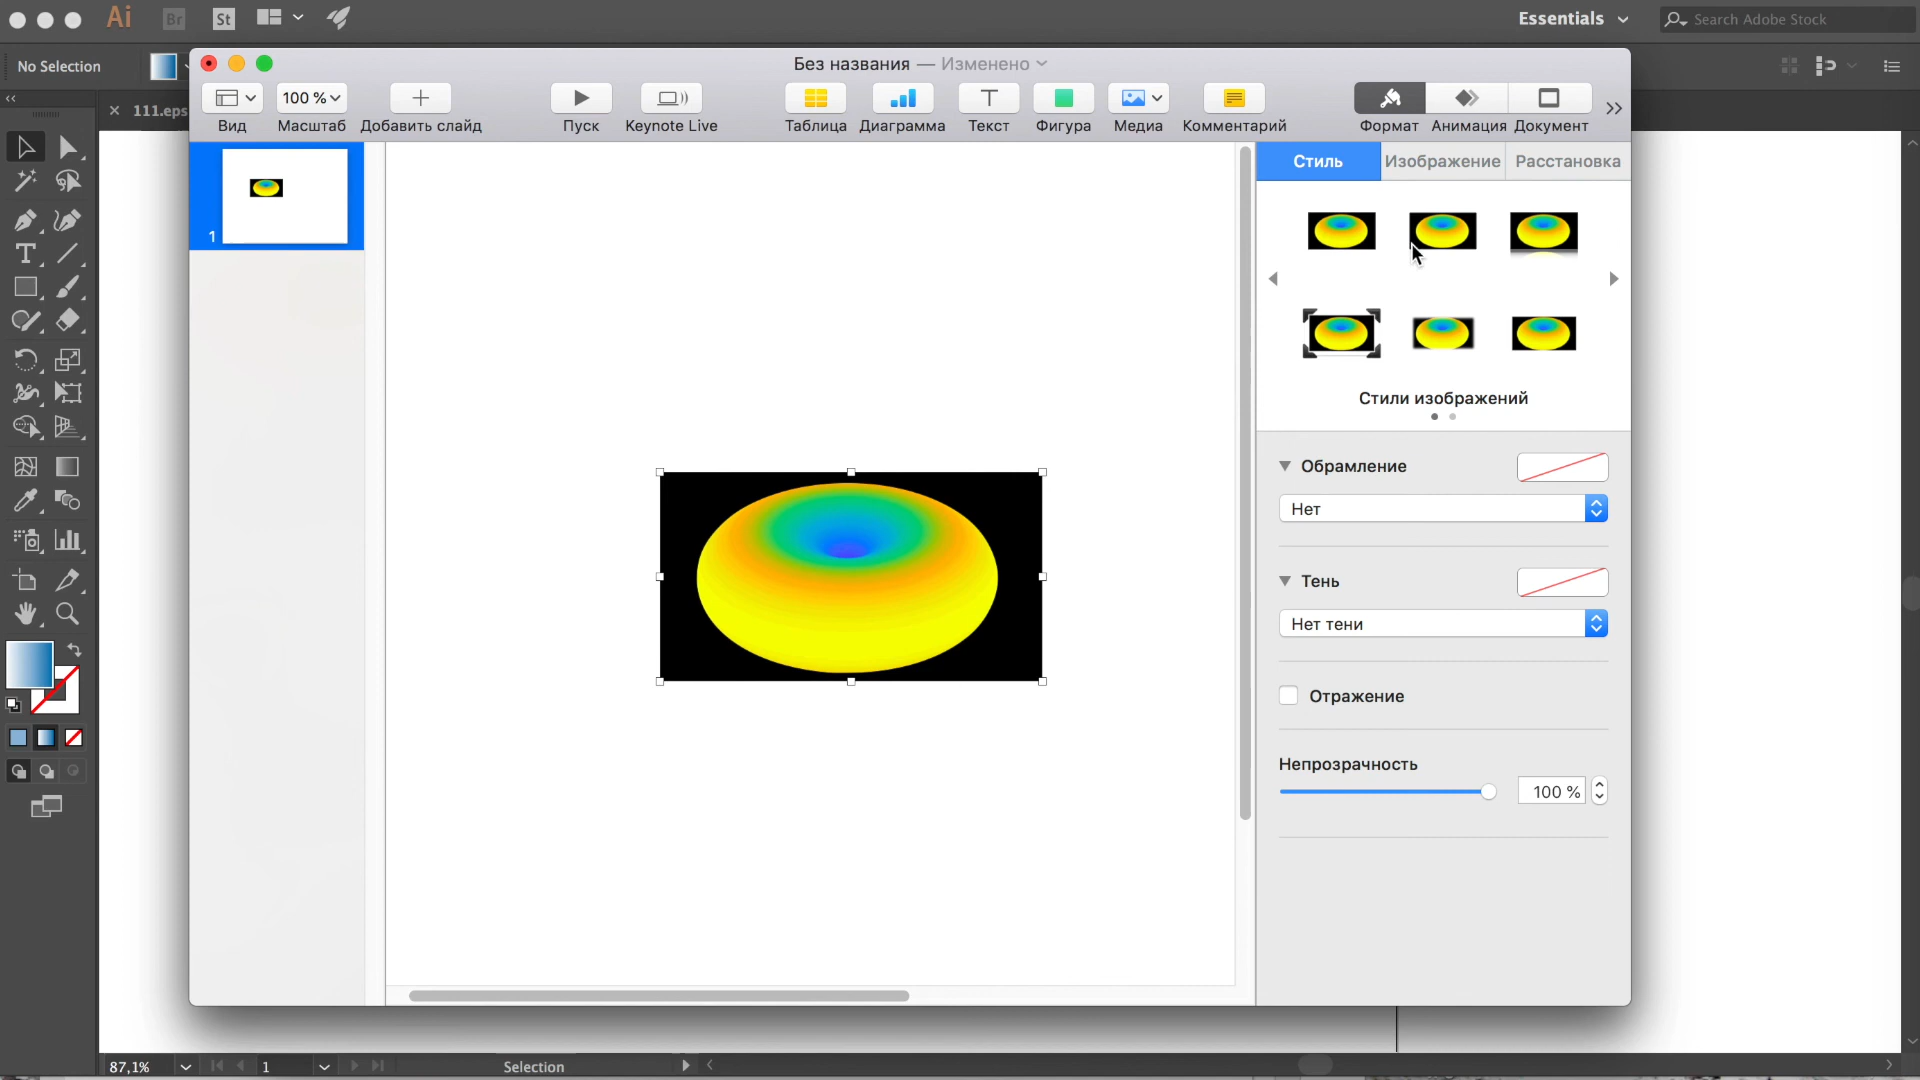 Ai Br St Essentials Search Adobe Stock
No Selection
111.eps
Без названия — Изменено
100 %
Вид Масштаб Добавить слайд Пуск Keynote Live Таблица Диаграмма Текст Фигура Медиа Комментарий Формат Анимация Документ
Стиль Изображение Расстановка
1
Стили изображений
Обрамление
Нет
Тень
Нет тени
Отражение
Непрозрачность
100 %
87,1% 1 Selection